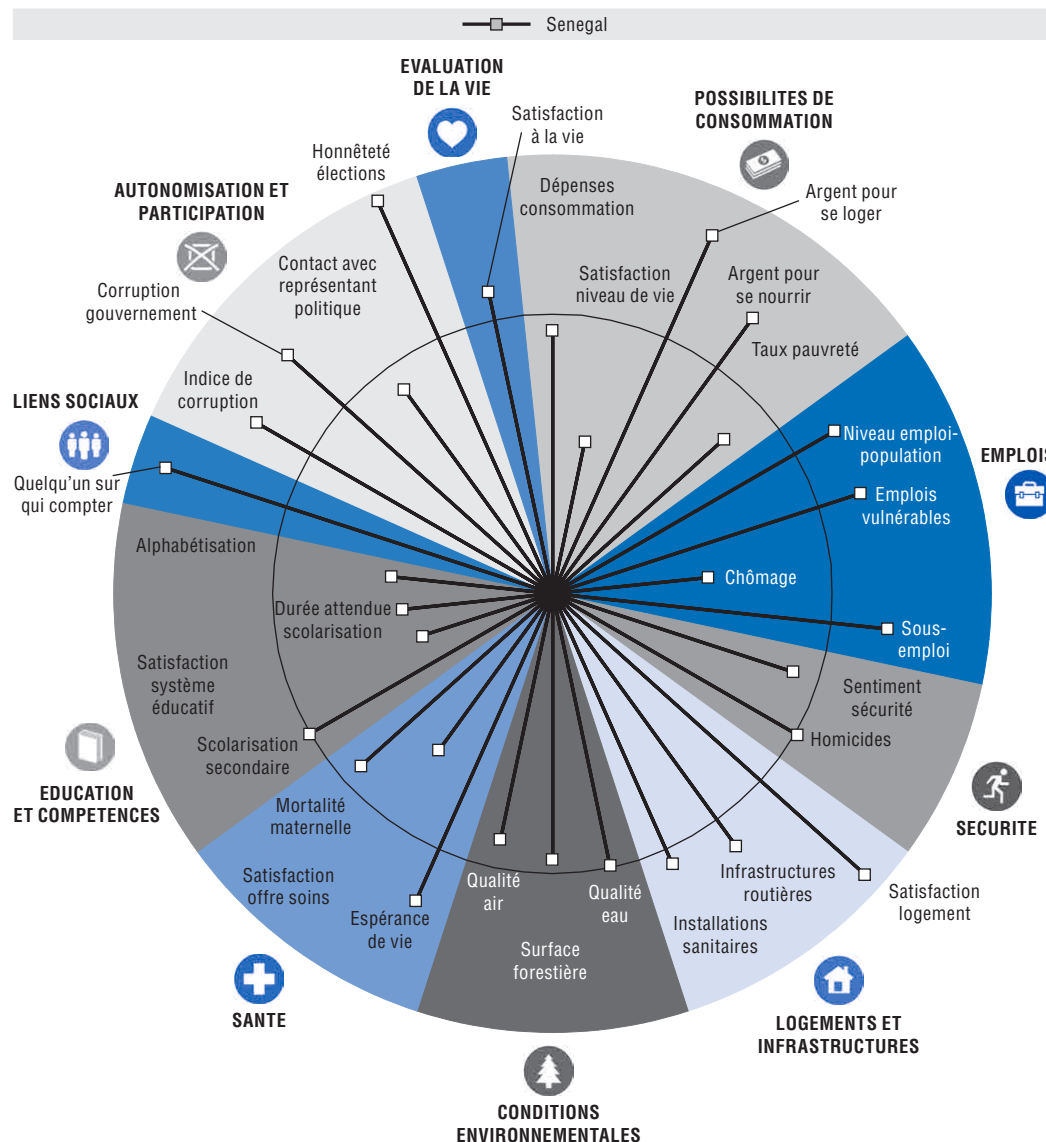 Senegal
EVALUATION
DE LA VIE
Satisfaction
à la vie
POSSIBILITES DE
CONSOMMATION
Honnêteté
élections
Dépenses
consommation
Argent pour
se loger
AUTONOMISATION ET
PARTICIPATION
Contact avec
représentant
politique
Satisfaction
niveau de vie
Argent pour
se nourrir
Corruption
gouvernement
Taux pauvreté
Indice de
corruption
LIENS SOCIAUX
Quelqu'un sur
qui compter
Niveau emploi-
population
EMPLOIS
Emplois
vulnérables
Alphabétisation
Chômage
Durée attendue
scolarisation
Sous-
emploi
Satisfaction
système
éducatif
Sentiment
sécurité
Scolarisation
secondaire
Homicides
EDUCATION
ET COMPETENCES
SECURITE
Mortalité
maternelle
Satisfaction
offre soins
Espérance
de vie
Qualité
air
Qualité
eau
Surface
forestière
Infrastructures
routières
Installations
sanitaires
Satisfaction
logement
SANTE
LOGEMENTS ET
INFRASTRUCTURES
CONDITIONS
ENVIRONNEMENTALES